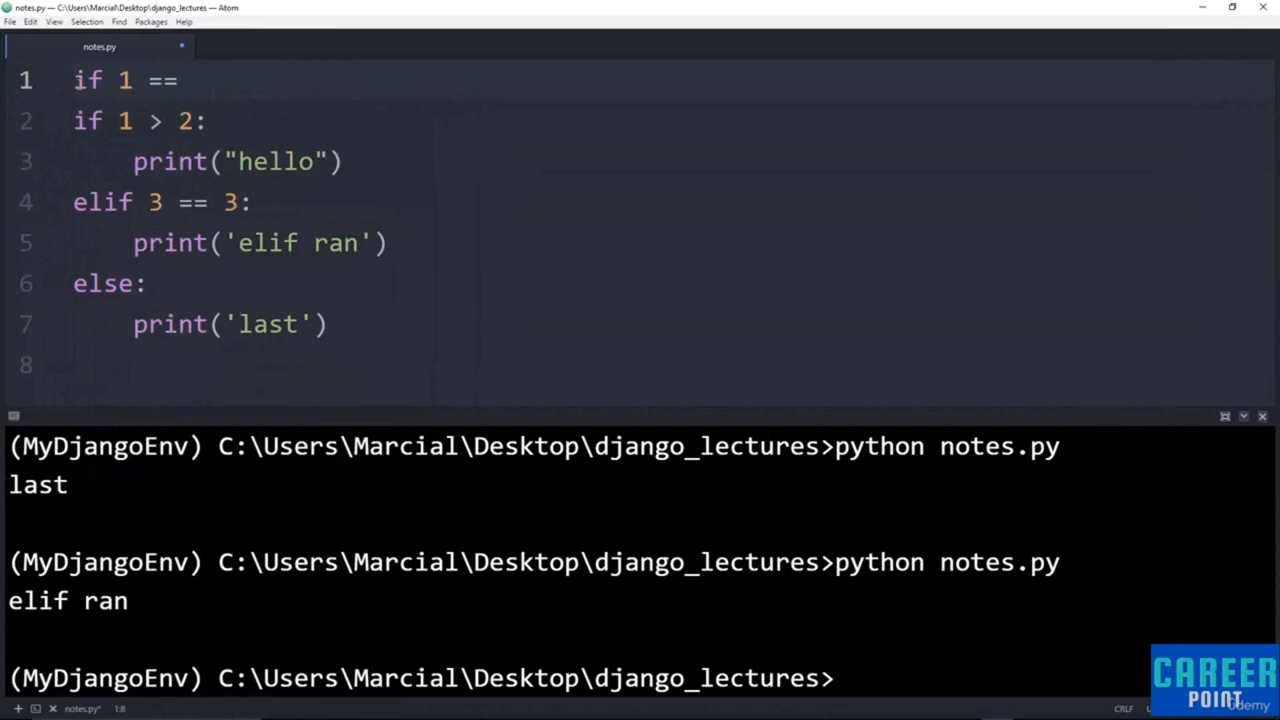 notes.py — C:\Users\Marcial\Desktop\django_lectures — Atom
File Edit View Selection Find Packages Help
notes.py
1 if 1 ==
2 if 1 > 2:
3 print("hello")
4 elif 3 == 3:
5 print('elif ran')
6 else:
7 print('last')
8
(MyDjangoEnv) C:\Users\Marcial\Desktop\django_lectures>python notes.py
last
(MyDjangoEnv) C:\Users\Marcial\Desktop\django_lectures>python notes.py
elif ran
(MyDjangoEnv) C:\Users\Marcial\Desktop\django_lectures>
CAREER
POINT
udemy
notes.py* 1:8 CRLF